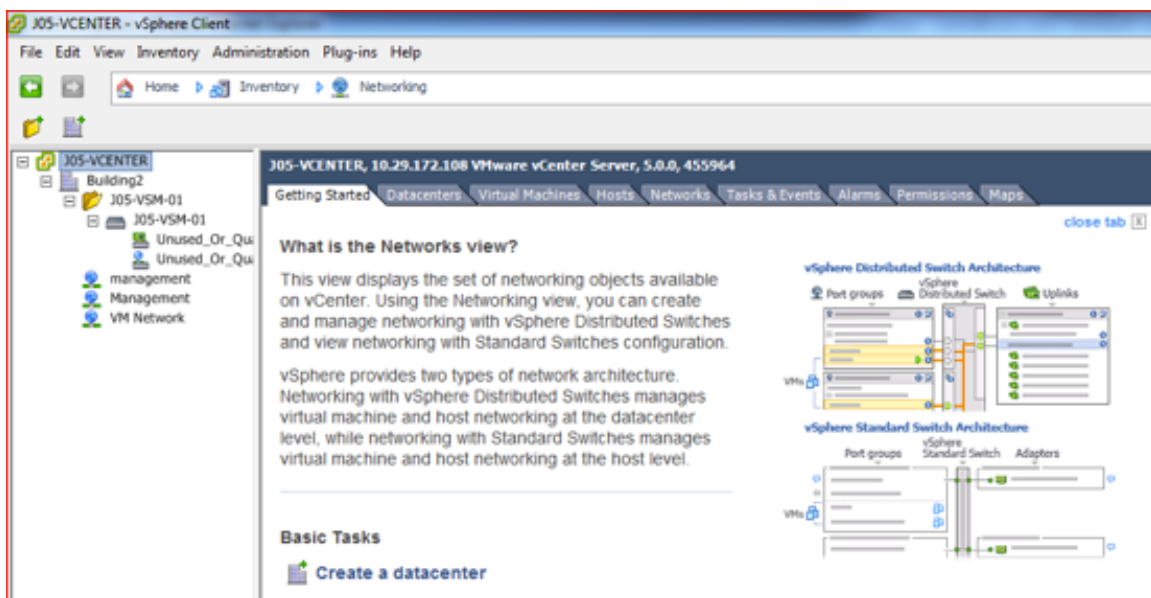 J05-VCENTER - vSphere Client
File Edit View Inventory Administration Plug-ins Help
Home Inventory Networking
J05-VCENTER
Building2
J05-VSM-01
J05-VSM-01
Unused_Or_Qua
Unused_Or_Qua
management
Management
VM Network
J05-VCENTER, 10.29.172.108 VMware vCenter Server, 5.0.0, 455964
Getting Started Datacenters Virtual Machines Hosts Networks Tasks & Events Alarms Permissions Maps
close tab
What is the Networks view?
This view displays the set of networking objects available
on vCenter. Using the Networking view, you can create
and manage networking with vSphere Distributed Switches
and view networking with Standard Switches configuration.
vSphere provides two types of network architecture.
Networking with vSphere Distributed Switches manages
virtual machine and host networking at the datacenter
level, while networking with Standard Switches manages
virtual machine and host networking at the host level.
Basic Tasks
Create a datacenter
vSphere Distributed Switch Architecture
Port groups vSphere Distributed Switch Uplinks
VMs
vSphere Standard Switch Architecture
Port groups vSphere Standard Switch Adapters
VMs